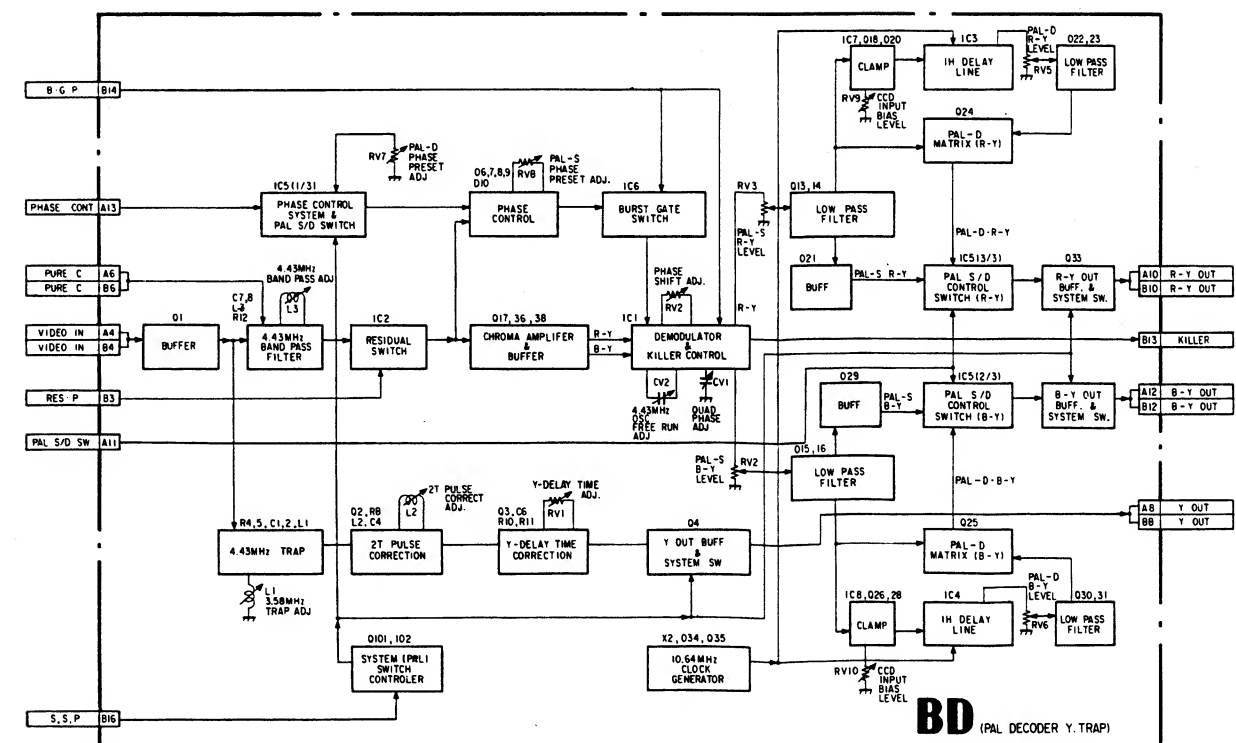 B·G P B14
PHASE CONT A13
PURE C A6
PURE C B6
VIDEO IN A4
VIDEO IN B4
RES·P B3
PAL S/D SW A11
S,S,P B16
RV7
PAL-D
PHASE
PRESET
ADJ
IC5(1/3)
PHASE CONTROL
SYSTEM &
PAL S/D SWITCH
Q6,7,8,9
D10
RV8
PAL-S
PHASE
PRESET ADJ.
PHASE
CONTROL
IC6
BURST GATE
SWITCH
4.43MHz
BAND PASS ADJ
L3
C7,8
L3
R12
4.43MHz
BAND PASS
FILTER
Q1
BUFFER
IC2
RESIDUAL
SWITCH
Q17, 36, 38
CHROMA AMPLIFER
&
BUFFER
R-Y
B-Y
PHASE
SHIFT ADJ.
RV2
IC1
DEMODULATOR
&
KILLER CONTROL
CV2
4.43MHz
OSC
FREE RUN
ADJ
CV1
QUAD
PHASE
ADJ
R-Y
B-Y
RV3
PAL-S
R-Y
LEVEL
PAL-S
B-Y
LEVEL
RV2
IC7,Q18,Q20
CLAMP
RV9
CCD
INPUT
BIAS
LEVEL
IC3
1H DELAY
LINE
PAL-D
R-Y
LEVEL
RV5
Q22,23
LOW PASS
FILTER
Q24
PAL-D
MATRIX (R-Y)
Q13, 14
LOW PASS
FILTER
PAL-D·R-Y
Q21
BUFF
PAL-S R-Y
IC5(3/3)
PAL S/D
CONTROL
SWITCH (R-Y)
Q33
R-Y OUT
BUFF. &
SYSTEM SW.
A10 R-Y OUT
B10 R-Y OUT
B13 KILLER
Q29
BUFF
PAL-S
B-Y
IC5(2/3)
PAL S/D
CONTROL
SWITCH (B-Y)
B-Y OUT
BUFF. &
SYSTEM SW.
A12 B-Y OUT
B12 B-Y OUT
Q15, 16
LOW PASS
FILTER
PAL-D·B-Y
A8 Y OUT
B8 Y OUT
Q25
PAL-D
MATRIX (B-Y)
IC8,Q26,28
CLAMP
RV10
CCD
INPUT
BIAS
LEVEL
IC4
1H DELAY
LINE
PAL-D
B-Y
LEVEL
RV6
Q30,31
LOW PASS
FILTER
R4,5, C1,2, L1
4.43MHz TRAP
L1
3.58MHz
TRAP ADJ
Q2, R8
L2, C4
L2
2T PULSE
CORRECT
ADJ.
2T PULSE
CORRECTION
Q3, C6
R10, R11
Y-DELAY TIME
ADJ.
RV1
Y-DELAY TIME
CORRECTION
Q4
Y OUT BUFF
&
SYSTEM SW
Q101, 102
SYSTEM (PAL)
SWITCH
CONTROLER
X2, Q34, Q35
10.64MHz
CLOCK
GENERATOR
BD (PAL DECODER Y.TRAP)